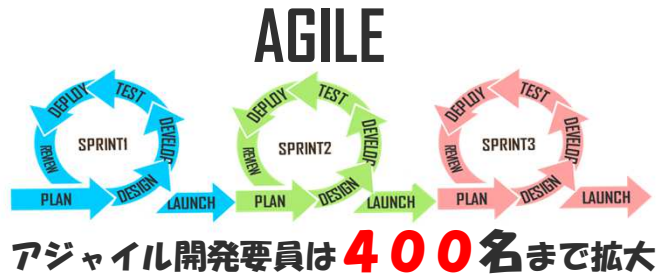 AGILE
PLAN
DESIGN
DEVELOP
TEST
DEPLOY
REVIEW
SPRINT1
LAUNCH
PLAN
DESIGN
DEVELOP
TEST
DEPLOY
REVIEW
SPRINT2
LAUNCH
PLAN
DESIGN
DEVELOP
TEST
DEPLOY
REVIEW
SPRINT3
LAUNCH
アジャイル開発要員は400名まで拡大